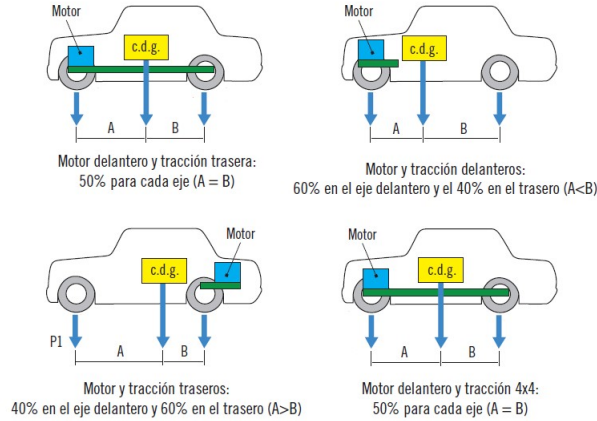 Motor
c.d.g.
A
B
Motor delantero y tracción trasera:
50% para cada eje (A = B)
Motor
c.d.g.
A
B
Motor y tracción delanteros:
60% en el eje delantero y el 40% en el trasero (A<B)
Motor
c.d.g.
P1
A
B
Motor y tracción traseros:
40% en el eje delantero y 60% en el trasero (A>B)
Motor
c.d.g.
A
B
Motor delantero y tracción 4x4:
50% para cada eje (A = B)